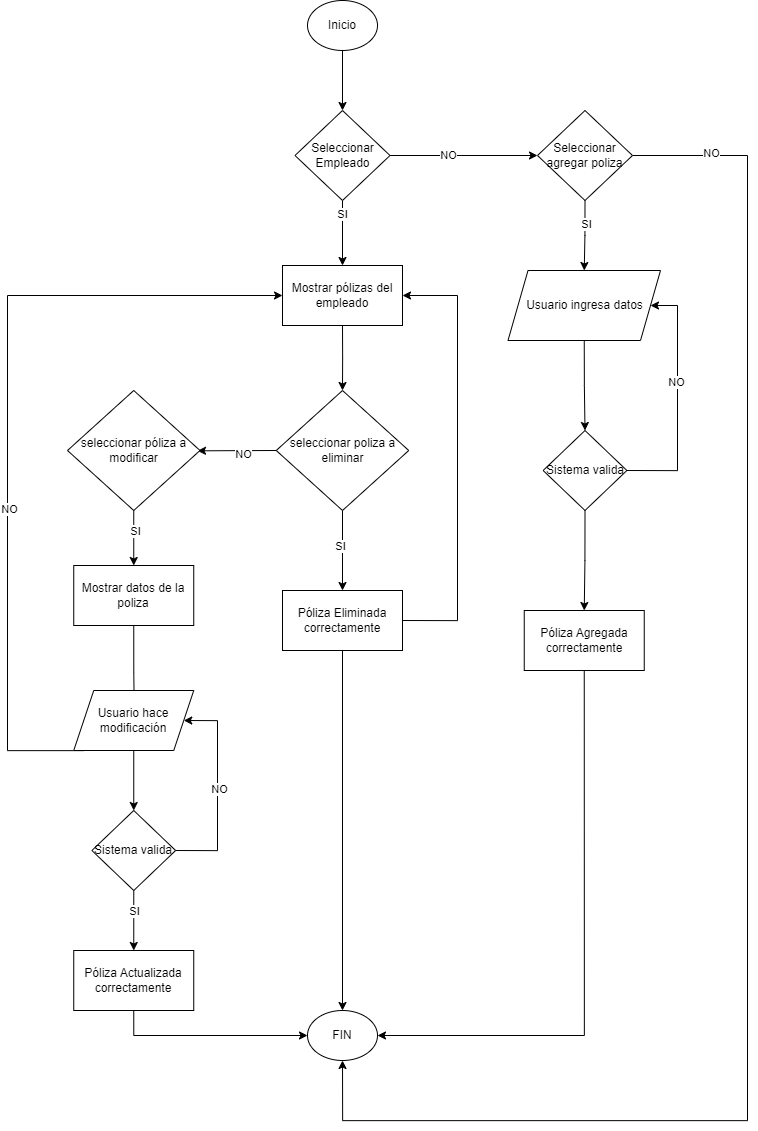 Inicio
Seleccionar
Empleado
NO
Seleccionar
agregar poliza
NO
SI
SI
Mostrar pólizas del
empleado
Usuario ingresa datos
NO
seleccionar póliza a
modificar
NO
seleccionar poliza a
eliminar
Sistema valida
NO
SI
SI
Mostrar datos de la
poliza
Póliza Eliminada
correctamente
Póliza Agregada
correctamente
Usuario hace
modificación
NO
Sistema valida
SI
Póliza Actualizada
correctamente
FIN